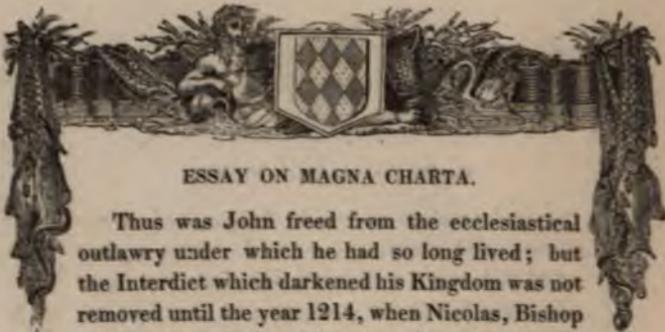 ESSAY ON MAGNA CHARTA.
Thus was John freed from the ecclesiastical
outlawry under which he had so long lived; but
the Interdict which darkened his Kingdom was not
removed until the year 1214, when Nicolas, Bishop